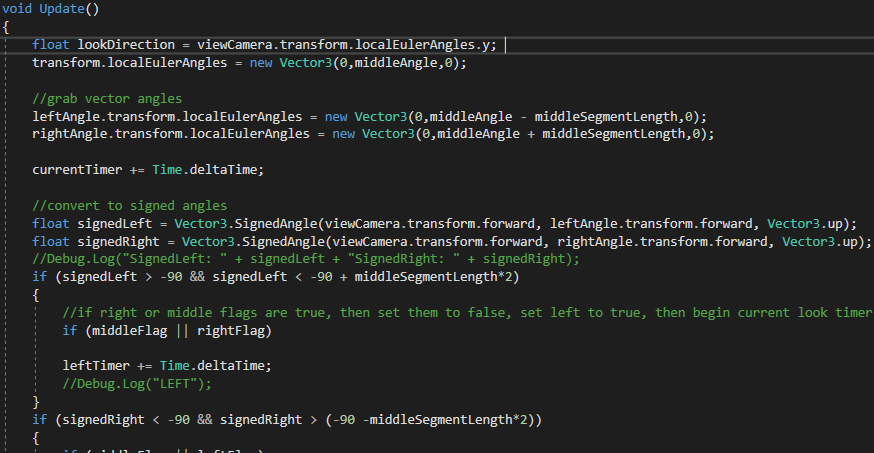 void Update()
{
float lookDirection = viewCamera.transform.localEulerAngles.y;
transform.localEulerAngles = new Vector3(0,middleAngle,0);
//grab vector angles
leftAngle.transform.localEulerAngles = new Vector3(0,middleAngle - middleSegmentLength,0);
rightAngle.transform.localEulerAngles = new Vector3(0,middleAngle + middleSegmentLength,0);
currentTimer += Time.deltaTime;
//convert to signed angles
float signedLeft = Vector3.SignedAngle(viewCamera.transform.forward, leftAngle.transform.forward, Vector3.up);
float signedRight = Vector3.SignedAngle(viewCamera.transform.forward, rightAngle.transform.forward, Vector3.up);
//Debug.Log("SignedLeft: " + signedLeft + "SignedRight: " + signedRight);
if (signedLeft > -90 && signedLeft < -90 + middleSegmentLength*2)
{
//if right or middle flags are true, then set them to false, set left to true, then begin current look timer
if (middleFlag || rightFlag)
leftTimer += Time.deltaTime;
//Debug.Log("LEFT");
}
if (signedRight < -90 && signedRight > (-90 -middleSegmentLength*2))
{